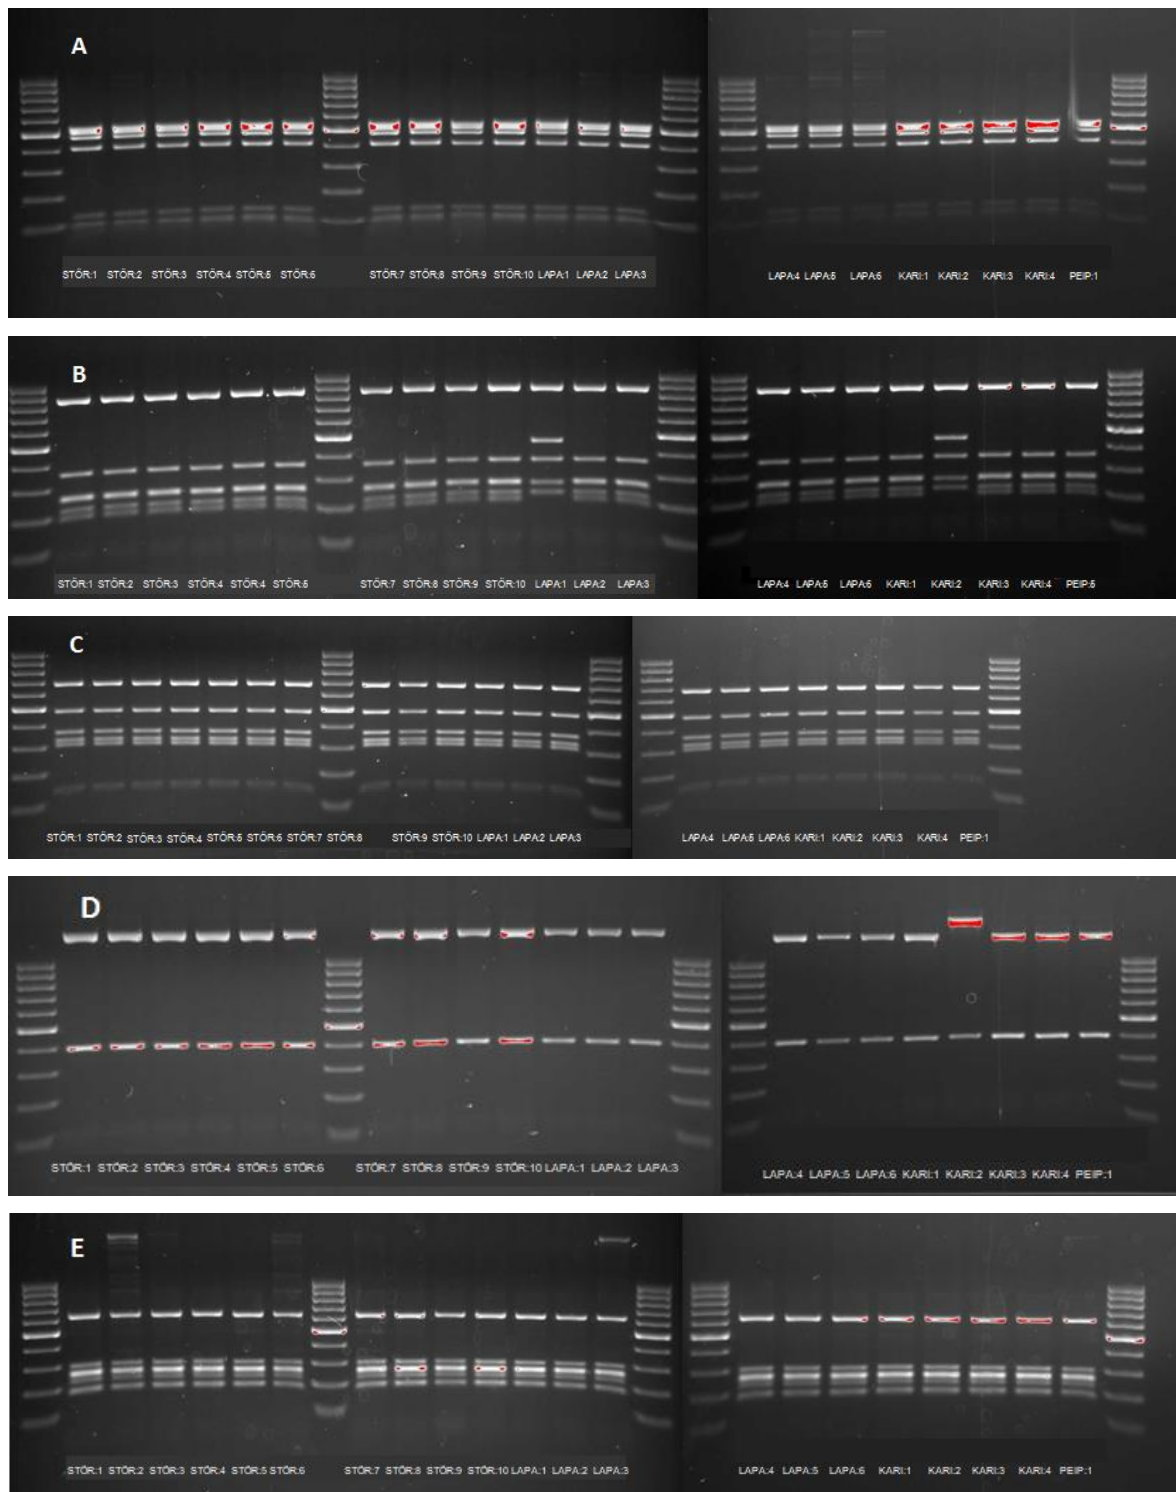 A
STÖR:1 STÖR:2 STÖR:3 STÖR:4 STÖR:5 STÖR:6 STÖR:7 STÖR;8 STÖR:9 STÖR:10 LAPA:1 LAPA:2 LAPA:3 LAPA:4 LAPA:5 LAPA:6 KARI:1 KARI:2 KARI:3 KARI:4 PEIP:1
B
STÖR:1 STÖR:2 STÖR:3 STÖR:4 STÖR:4 STÖR:5 STÖR:7 STÖR:8 STÖR:9 STÖR:10 LAPA:1 LAPA:2 LAPA:3 LAPA:4 LAPA:5 LAPA:6 KARI:1 KARI:2 KARI:3 KARI:4 PEIP:5
C
STÖR:1 STÖR:2 STÖR:3 STÖR:4 STÖR:5 STÖR:6 STÖR:7 STÖR:8 STÖR:9 STÖR:10 LAPA:1 LAPA:2 LAPA:3 LAPA:4 LAPA:5 LAPA:6 KARI:1 KARI:2 KARI:3 KARI:4 PEIP:1
D
STÖR:1 STÖR:2 STÖR:3 STÖR:4 STÖR:5 STÖR:6 STÖR:7 STÖR:8 STÖR:9 STÖR:10 LAPA:1 LAPA:2 LAPA:3 LAPA:4 LAPA:5 LAPA:6 KARI:1 KARI:2 KARI:3 KARI:4 PEIP:1
E
STÖR:1 STÖR:2 STÖR:3 STÖR:4 STÖR:5 STÖR:6 STÖR:7 STÖR:8 STÖR:9 STÖR:10 LAPA:1 LAPA:2 LAPA:3 LAPA:4 LAPA:5 LAPA:6 KARI:1 KARI:2 KARI:3 KARI:4 PEIP:1